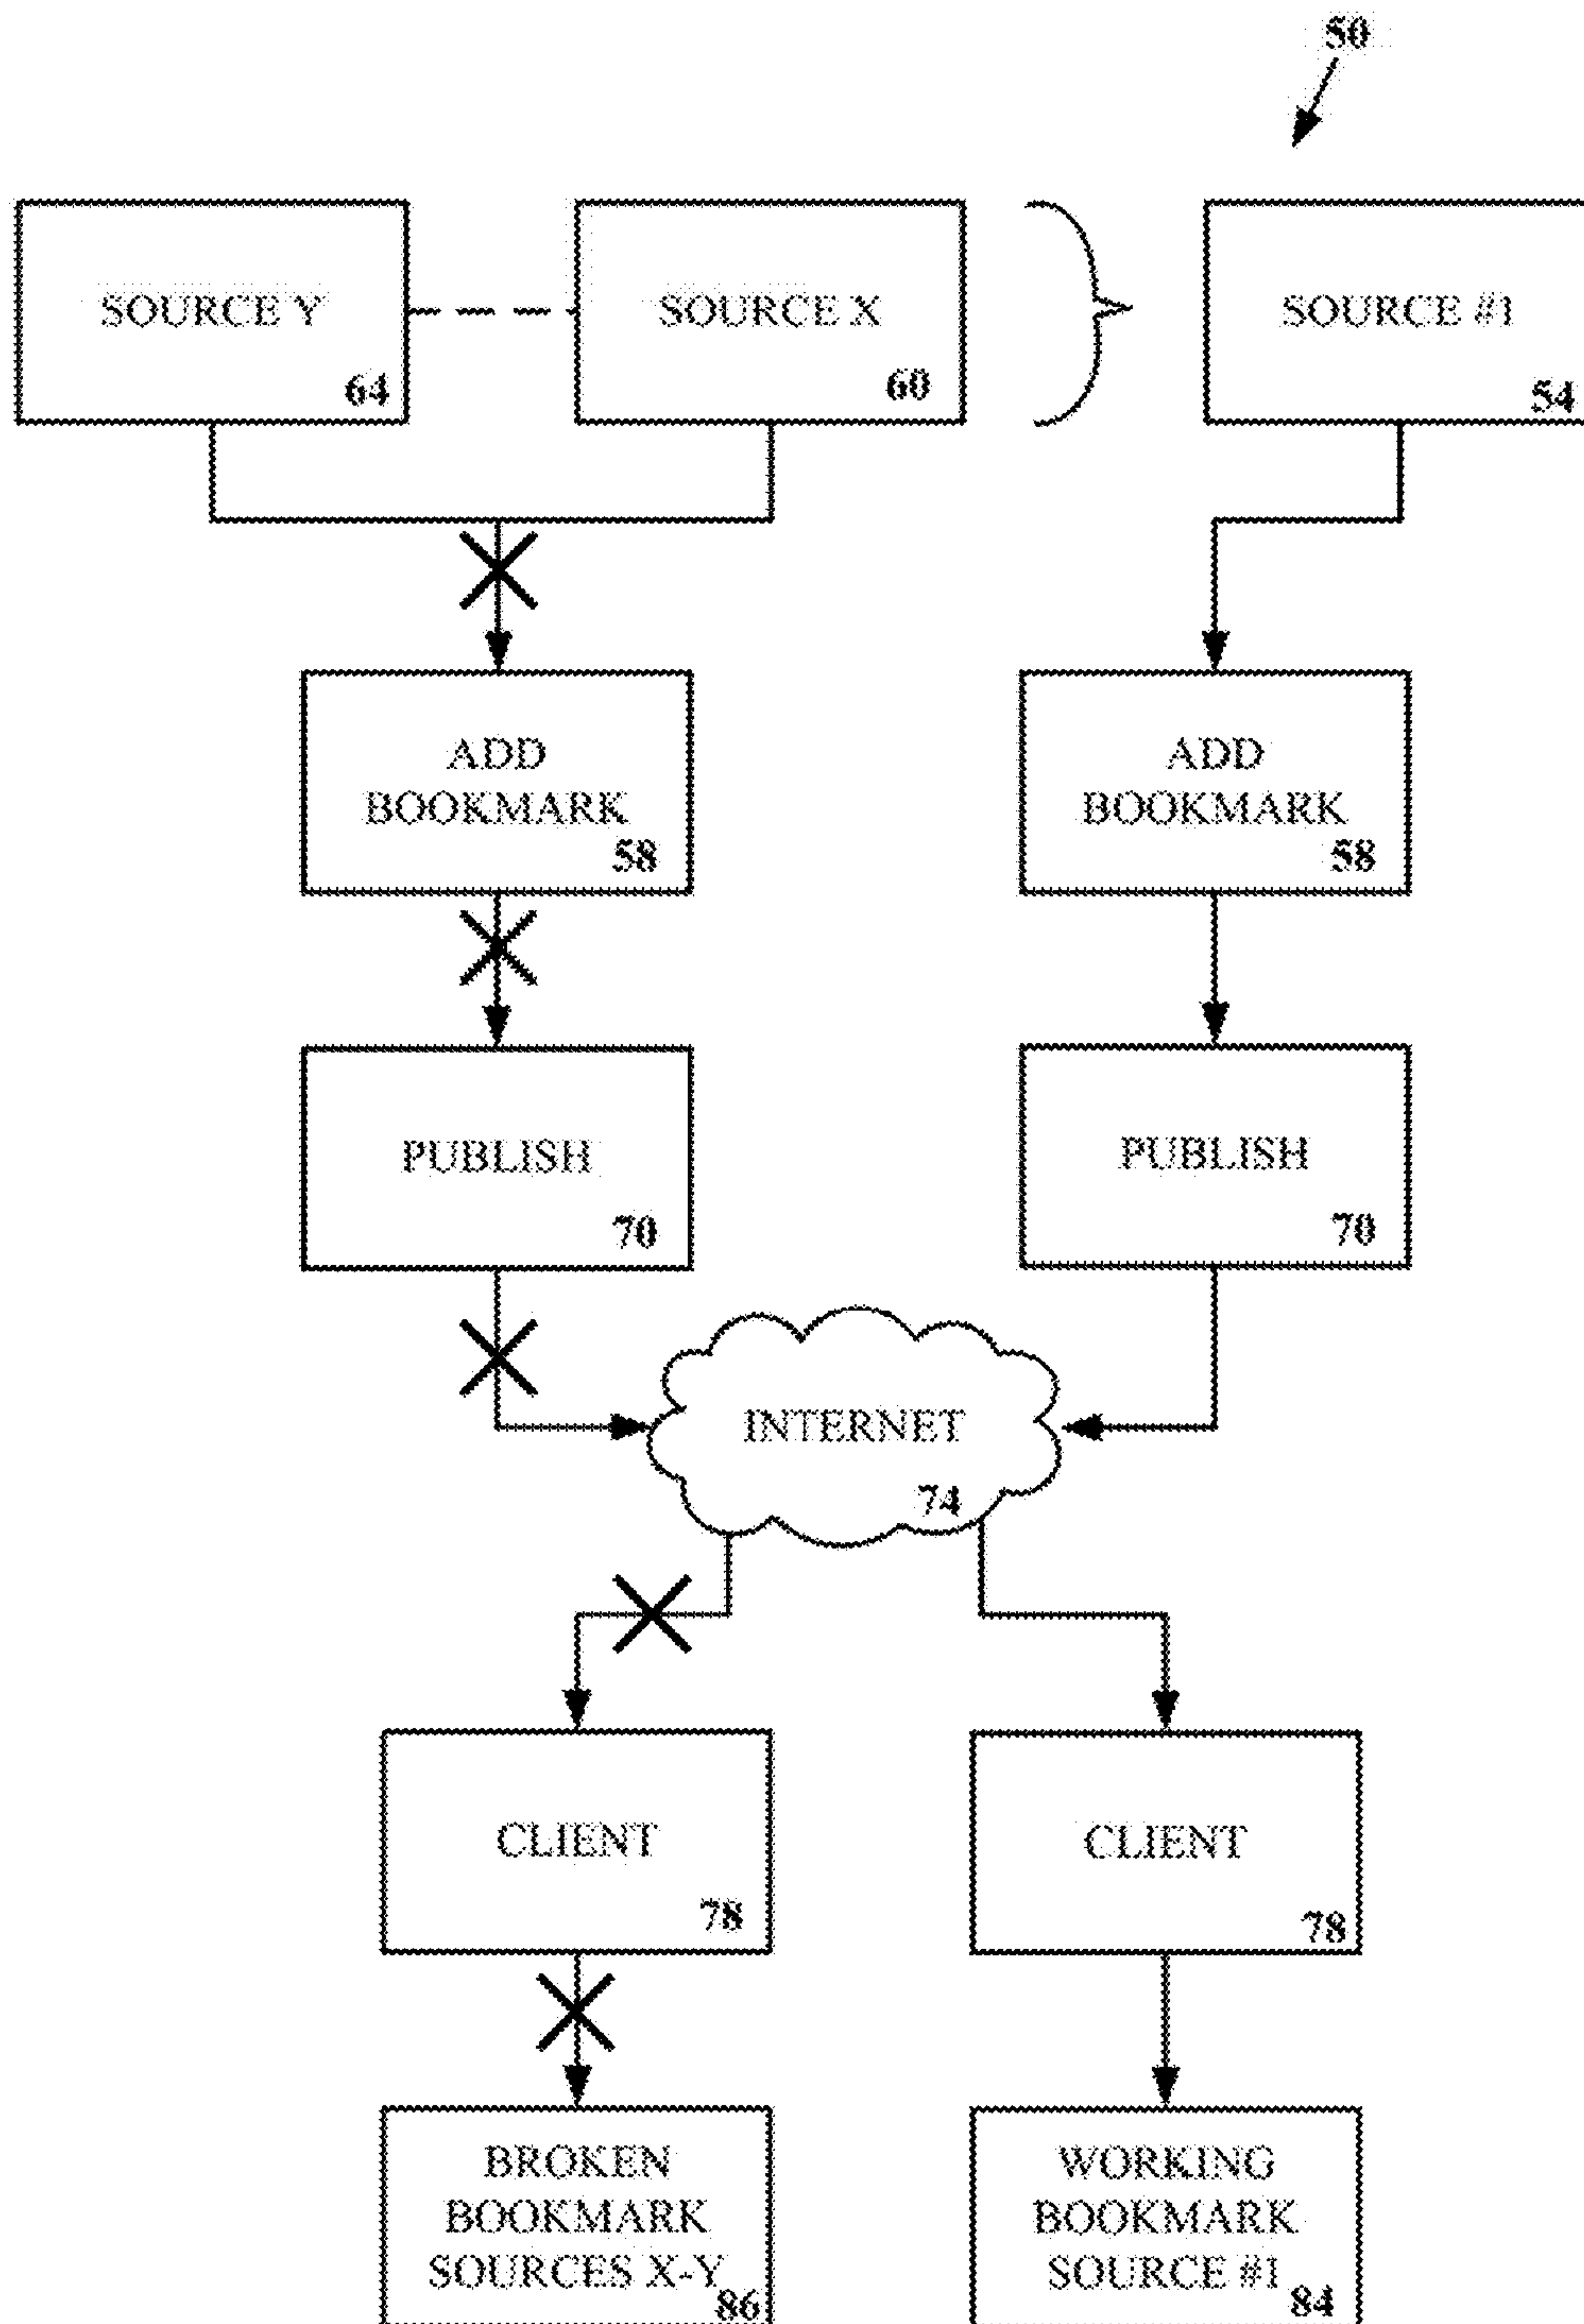 50
SOURCE Y
64
SOURCE X
60
SOURCE #1
54
ADD
BOOKMARK
58
ADD
BOOKMARK
58
PUBLISH
70
PUBLISH
70
INTERNET
74
CLIENT
78
CLIENT
78
BROKEN
BOOKMARK
SOURCES X-Y
86
WORKING
BOOKMARK
SOURCE #1
84